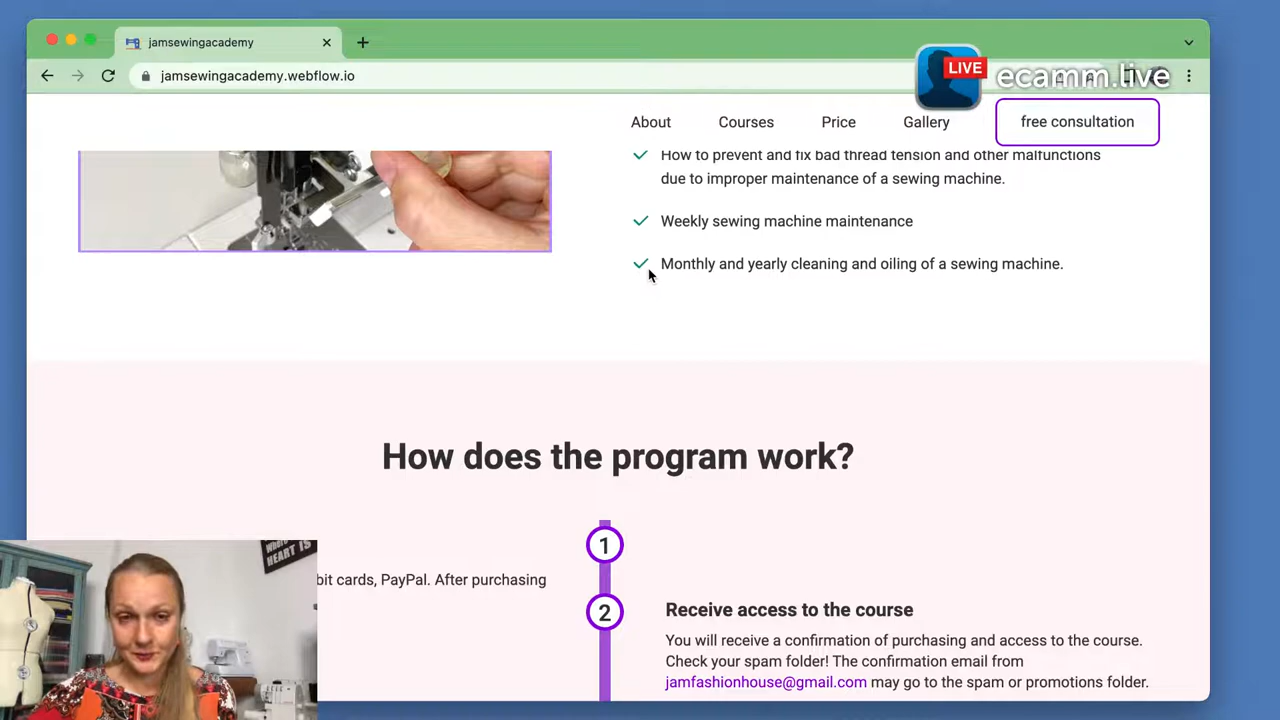 jamsewingacademy
jamsewingacademy.webflow.io
LIVE
ecamm.live
About Courses Price Gallery free consultation
How to prevent and fix bad thread tension and other malfunctions
due to improper maintenance of a sewing machine.
Weekly sewing machine maintenance
Monthly and yearly cleaning and oiling of a sewing machine.
How does the program work?
1
bit cards, PayPal. After purchasing
2
Receive access to the course
You will receive a confirmation of purchasing and access to the course.
Check your spam folder! The confirmation email from
jamfashionhouse@gmail.com may go to the spam or promotions folder.
HEART IS